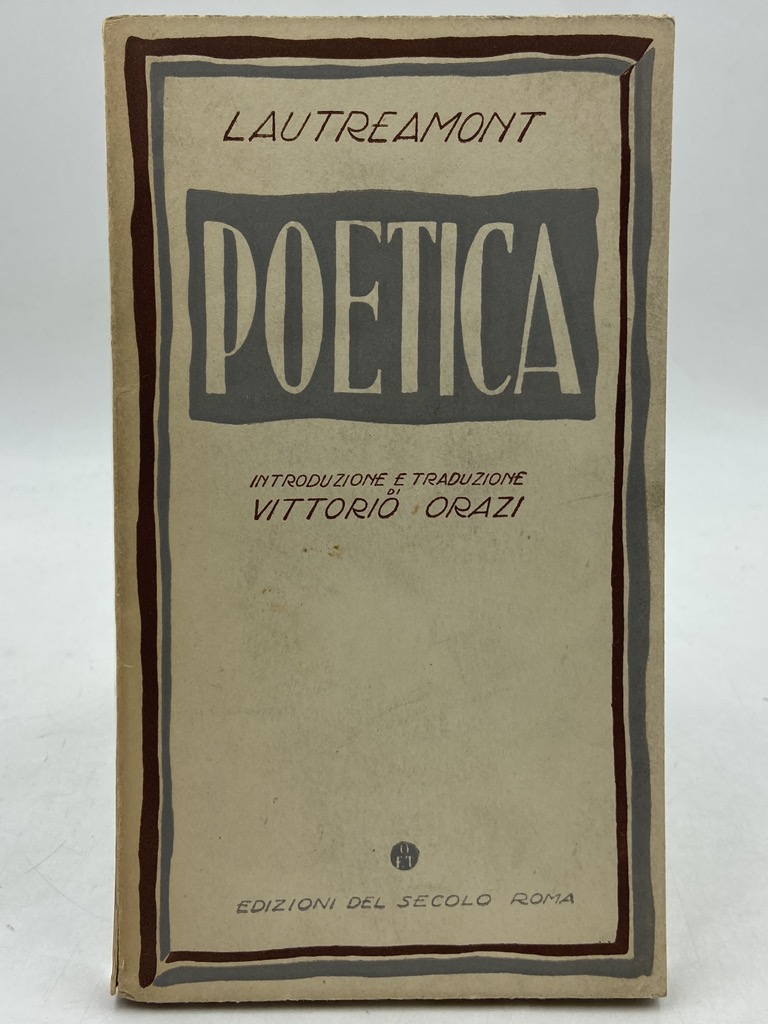 LAUTREAMONT
POETICA
INTRODUZIONE E TRADUZIONE
DI
VITTORIO ORAZI
EDIZIONI DEL SECOLO ROMA